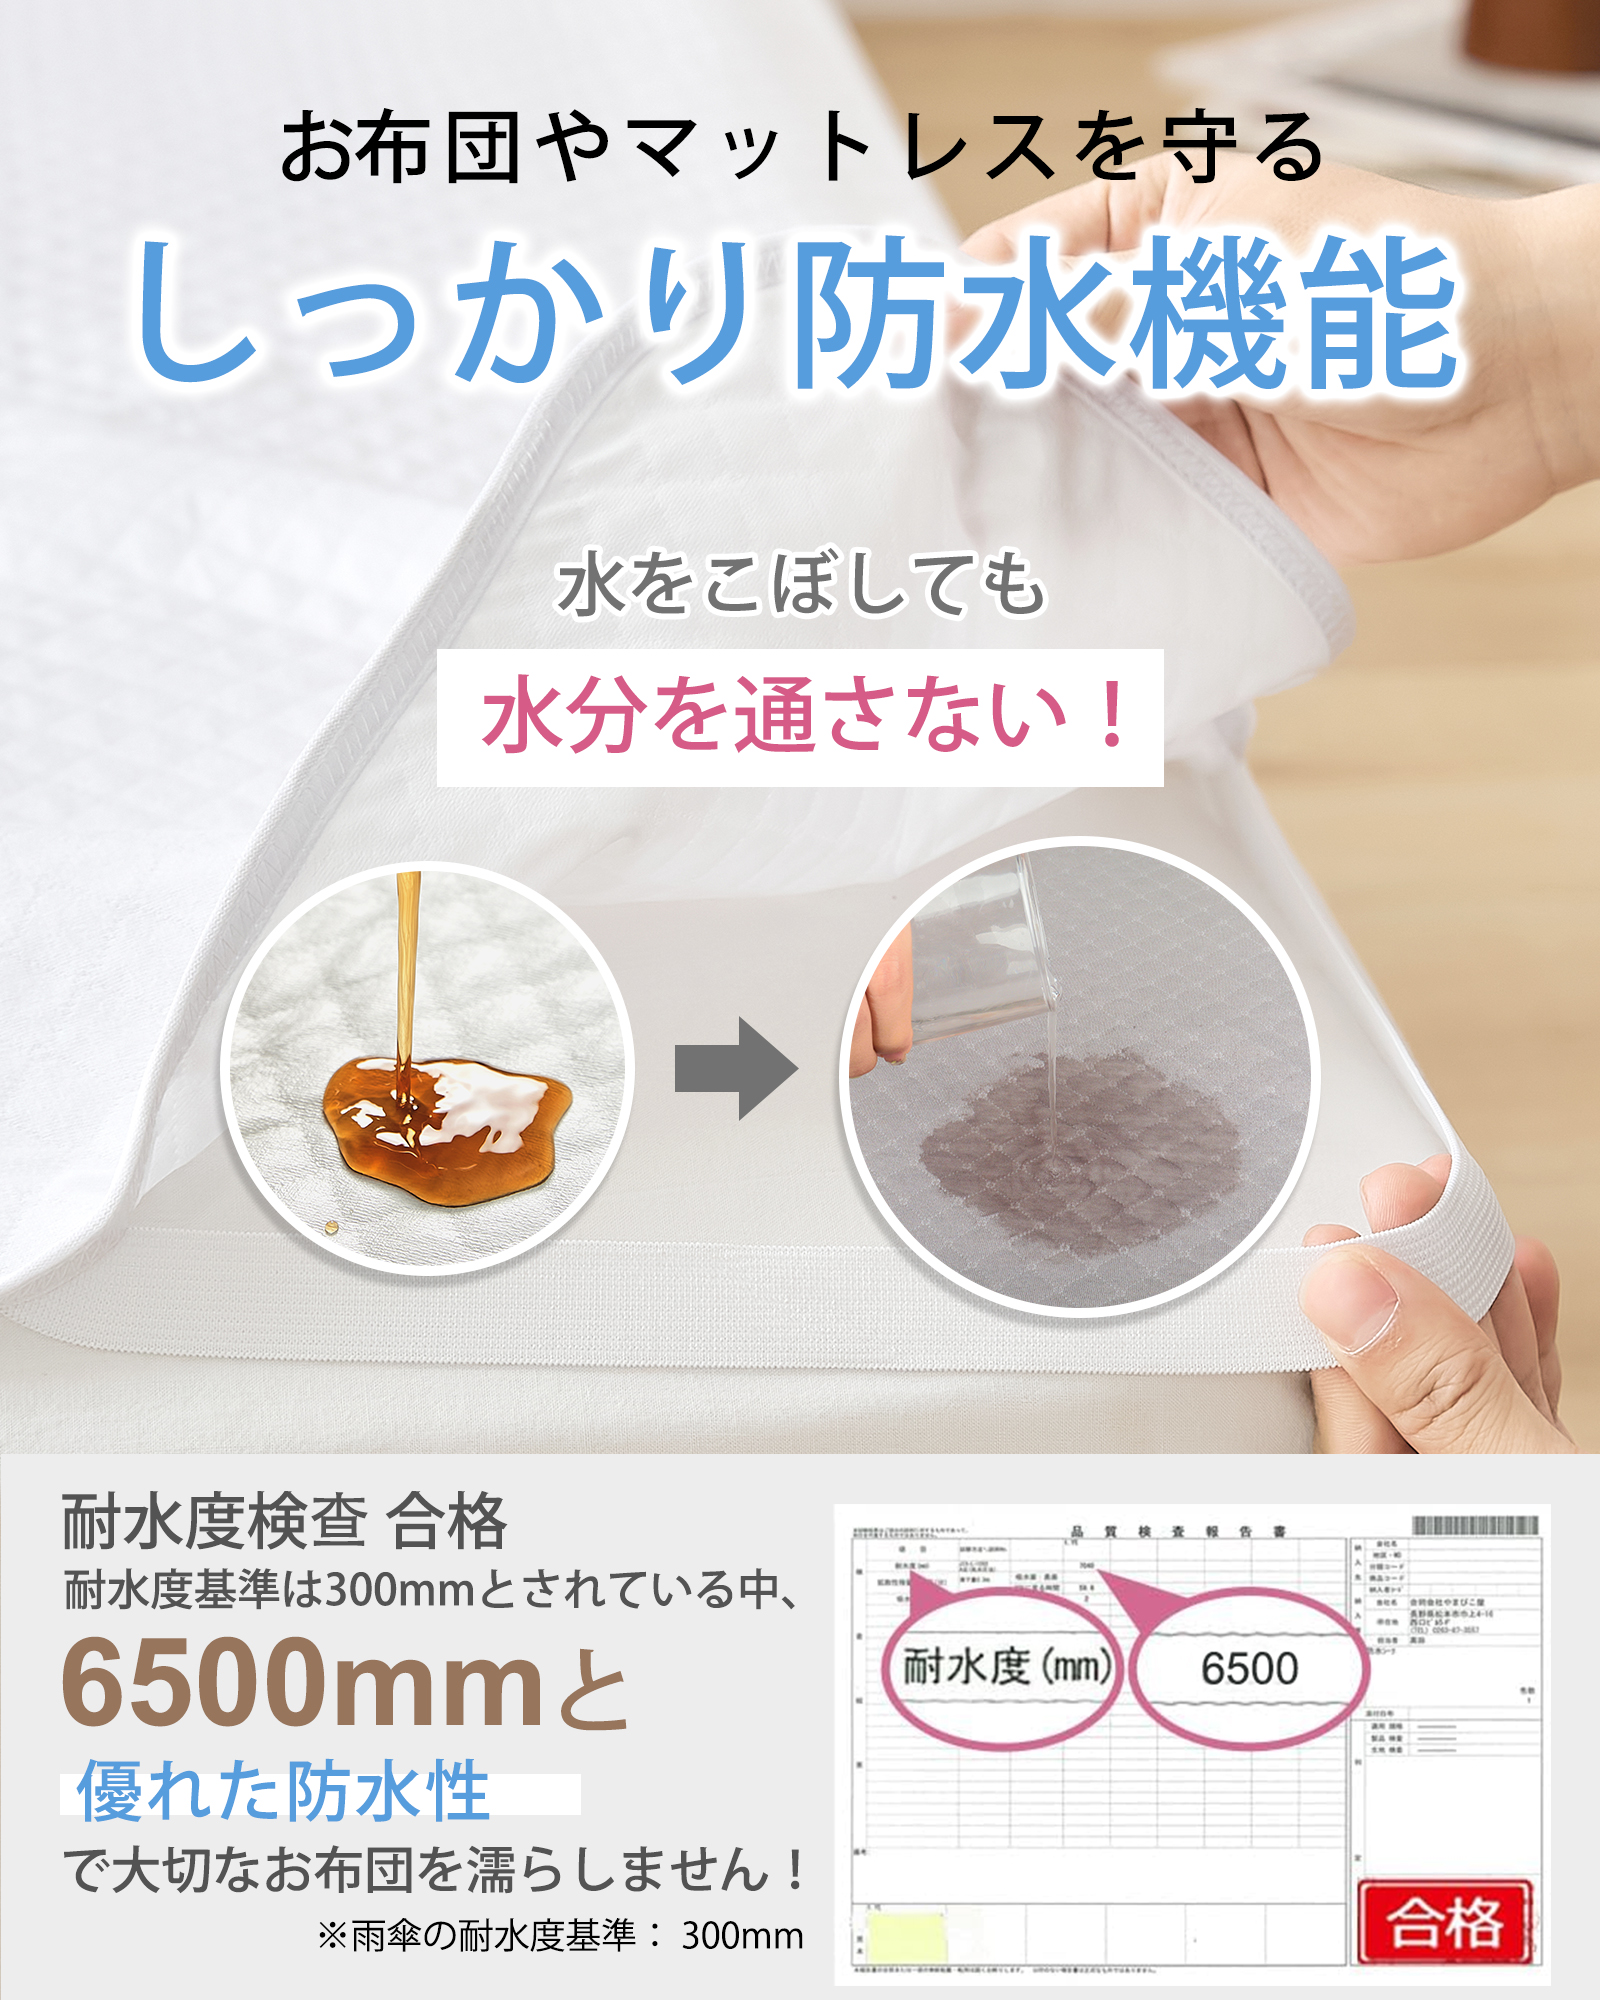 お布団やマットレスを守る
しっかり防水機能
水をこぼしても
水分を通さない！
耐水度検査 合格
耐水度基準は300mmとされている中、
6500mmと
優れた防水性
で大切なお布団を濡らしません！
※雨傘の耐水度基準： 300mm
品質検査報告書
耐水度(mm)
6500
合格